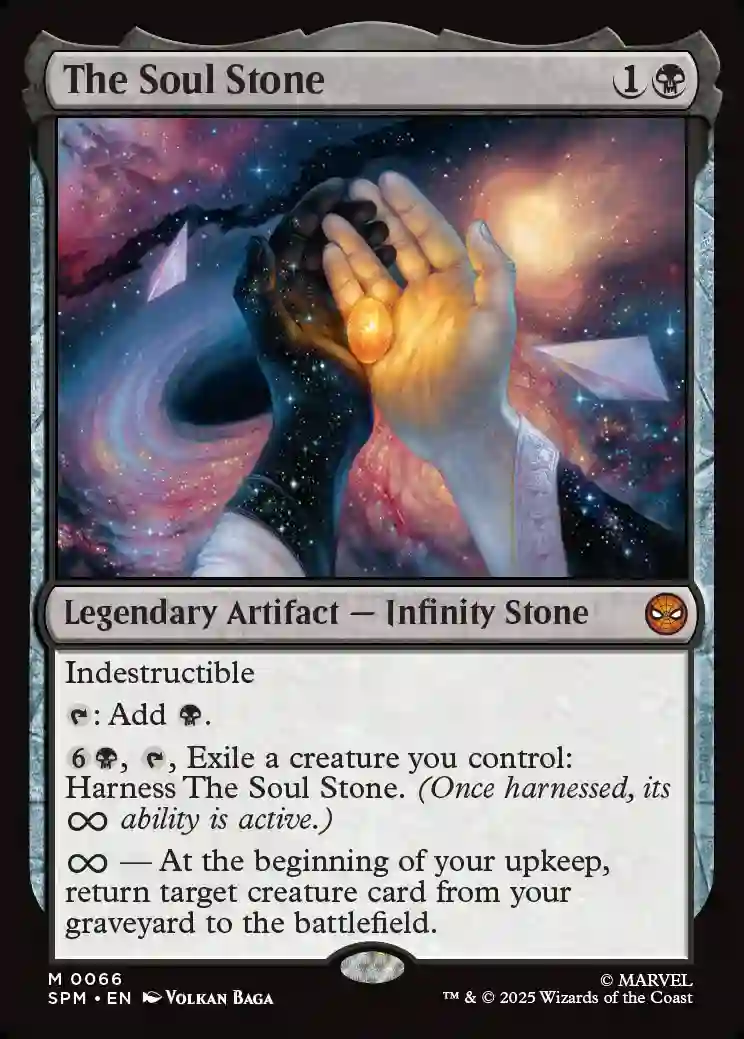 The Soul Stone 1
Legendary Artifact — Infinity Stone
Indestructible
: Add .
6 , , Exile a creature you control:
Harness The Soul Stone. (Once harnessed, its
∞ ability is active.)
∞ — At the beginning of your upkeep,
return target creature card from your
graveyard to the battlefield.
M 0066
SPM • EN Volkan Baga
© MARVEL
™ & © 2025 Wizards of the Coast